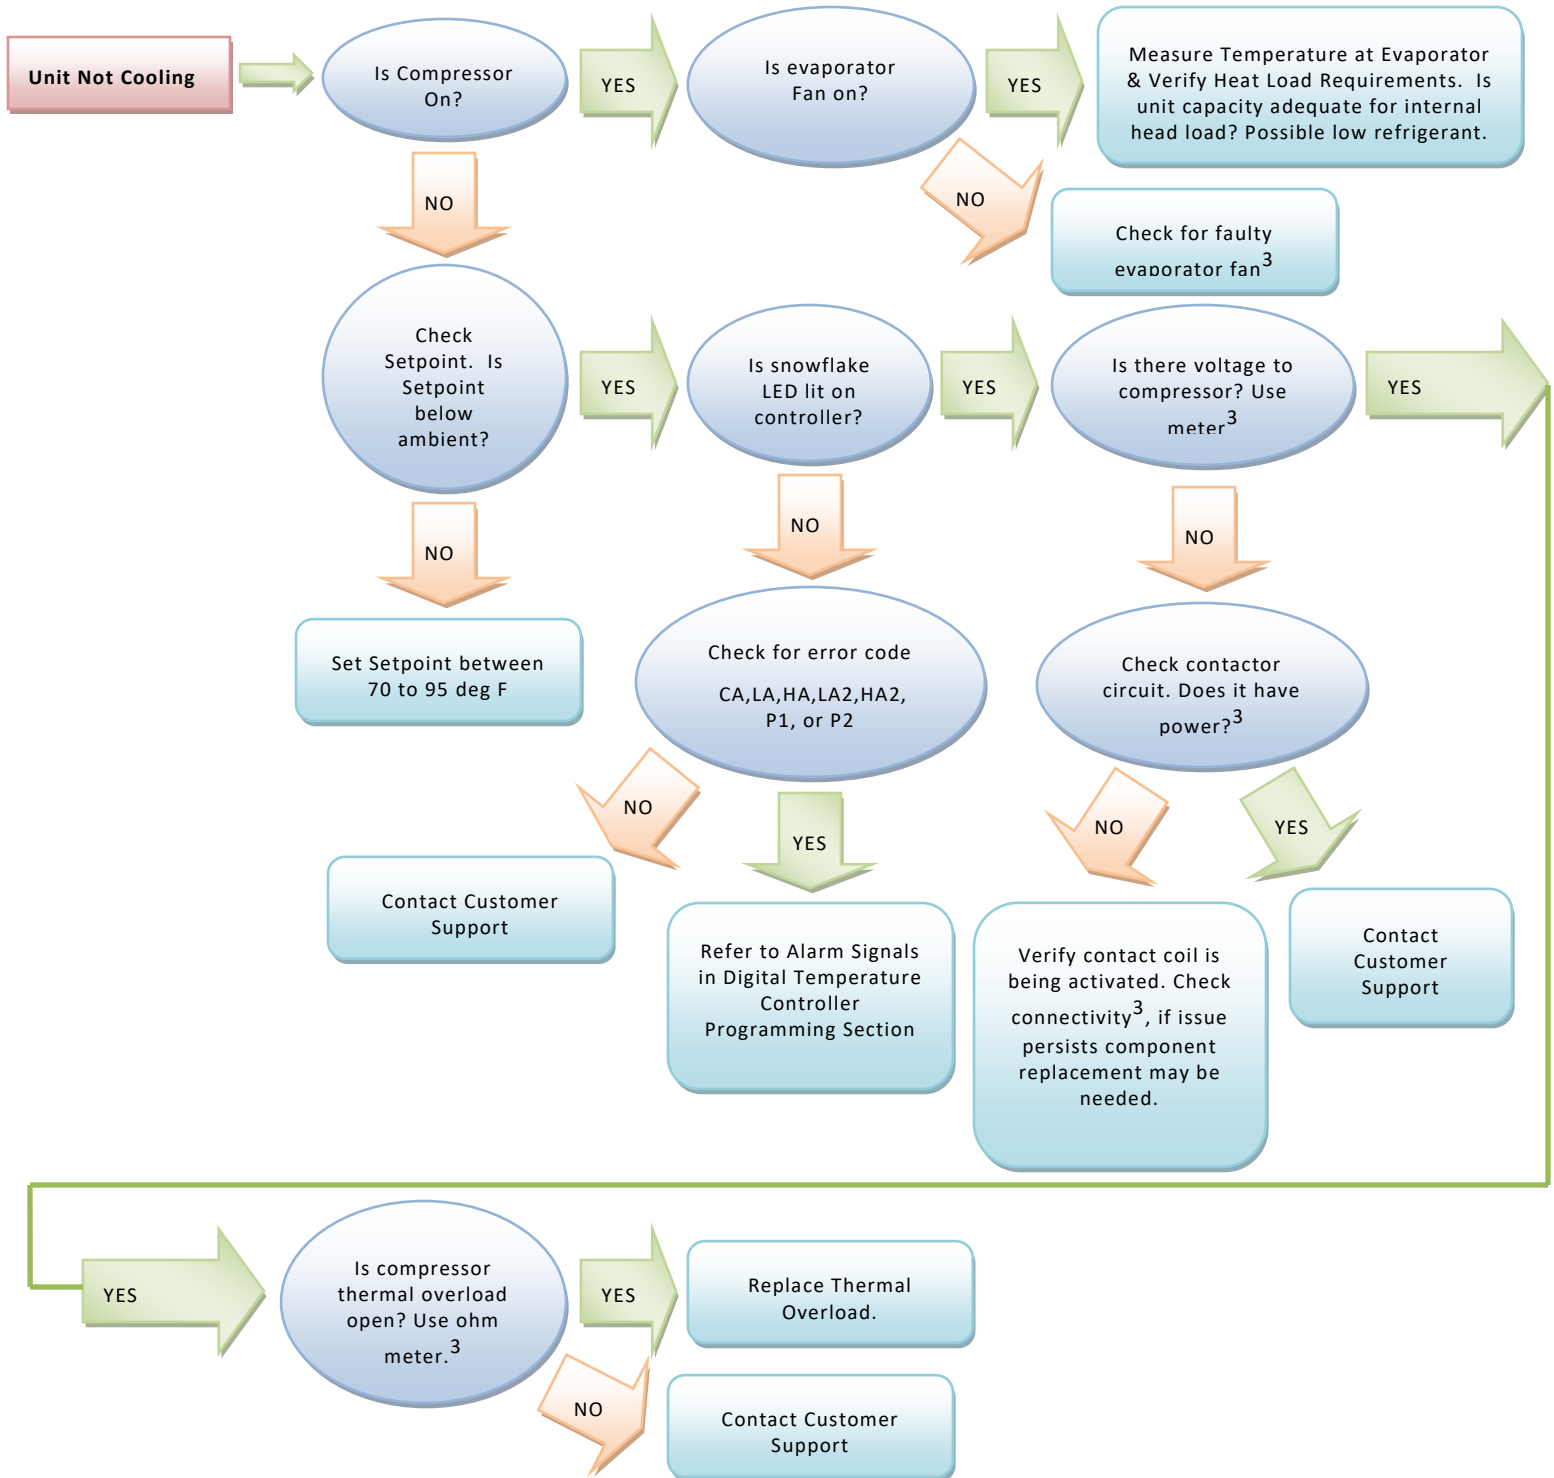 Unit Not Cooling
Is Compressor
On?
YES
Is evaporator
Fan on?
YES
Measure Temperature at Evaporator
& Verify Heat Load Requirements. Is
unit capacity adequate for internal
head load? Possible low refrigerant.
NO
NO
Check for faulty
evaporator fan3
Check
Setpoint. Is
Setpoint
below
ambient?
YES
Is snowflake
LED lit on
controller?
YES
Is there voltage to
compressor? Use
meter3
YES
NO
NO
NO
Set Setpoint between
70 to 95 deg F
Check for error code
CA,LA,HA,LA2,HA2,
P1, or P2
Check contactor
circuit. Does it have
power?3
NO
YES
NO
YES
Contact Customer
Support
Refer to Alarm Signals
in Digital Temperature
Controller
Programming Section
Verify contact coil is
being activated. Check
connectivity3, if issue
persists component
replacement may be
needed.
Contact
Customer
Support
YES
Is compressor
thermal overload
open? Use ohm
meter.3
YES
Replace Thermal
Overload.
NO
Contact Customer
Support